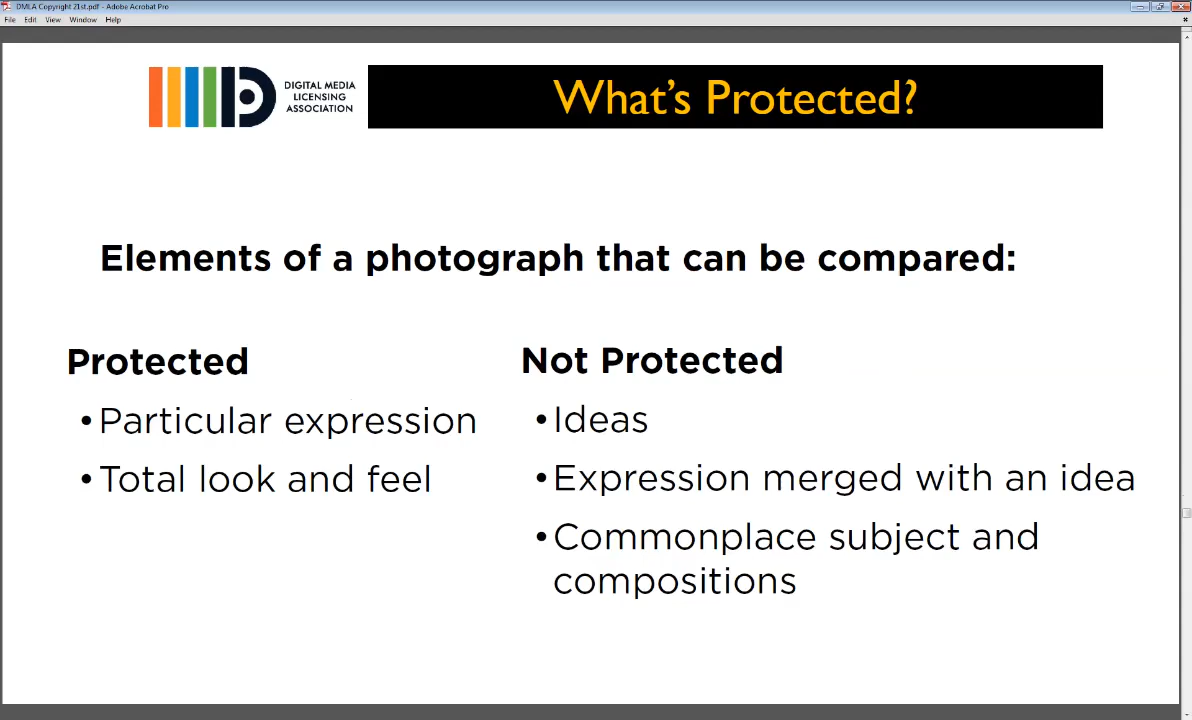 DMLA Copyright 21st.pdf - Adobe Acrobat Pro
File Edit View Window Help
DIGITAL MEDIA
LICENSING
ASSOCIATION
What's Protected?
Elements of a photograph that can be compared:
Protected
•Particular expression
•Total look and feel
Not Protected
•Ideas
•Expression merged with an idea
•Commonplace subject and
compositions